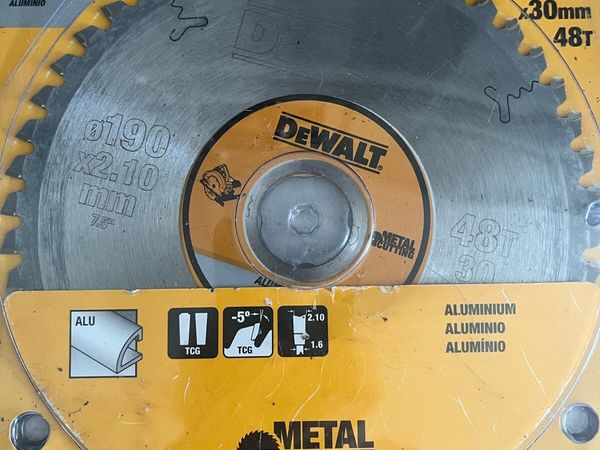 ALUMINIO
x30mm
48T
DEWALT
ø190
x2.10
mm
7.5"
METAL
CUTTING
48T
30
ALU
TCG
-5º
TCG
2.10
1.6
ALUMINIUM
ALUMINIO
ALUMÍNIO
METAL